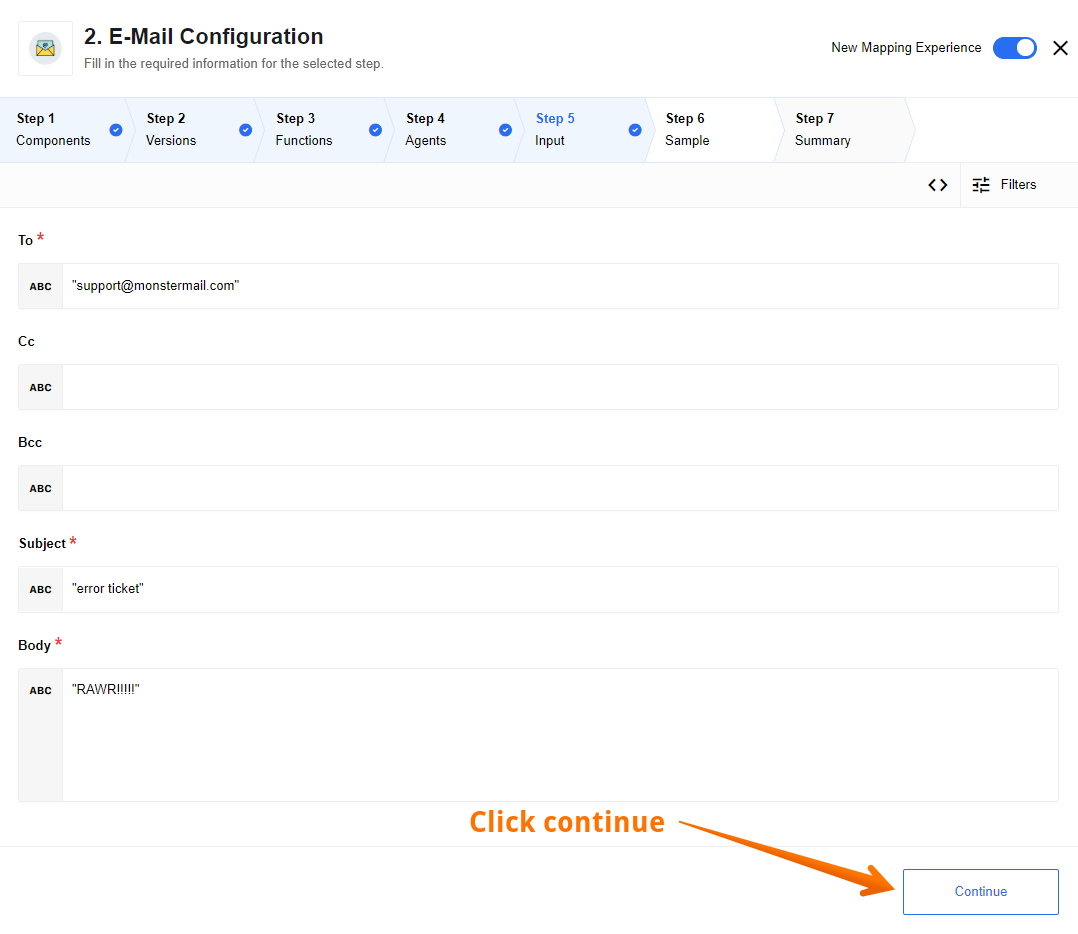 2. E-Mail Configuration
Fill in the required information for the selected step.
New Mapping Experience
Step 1
Components
Step 2
Versions
Step 3
Functions
Step 4
Agents
Step 5
Input
Step 6
Sample
Step 7
Summary
Filters
To *
ABC "support@monstermail.com"
Cc
ABC
Bcc
ABC
Subject *
ABC "error ticket"
Body *
ABC "RAWR!!!!!"
Click continue
Continue